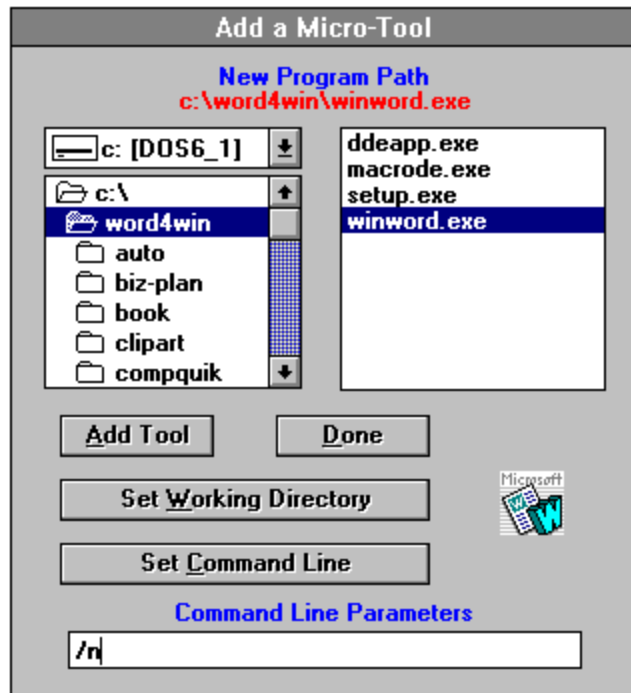 Add a Micro-Tool
New Program Path
c:\word4win\winword.exe
c: [DOS6_1]
c:\
word4win
auto
biz-plan
book
clipart
compquik
ddeapp.exe
macrode.exe
setup.exe
winword.exe
Add Tool
Done
Set Working Directory
Microsoft
W
Set Command Line
Command Line Parameters
/n